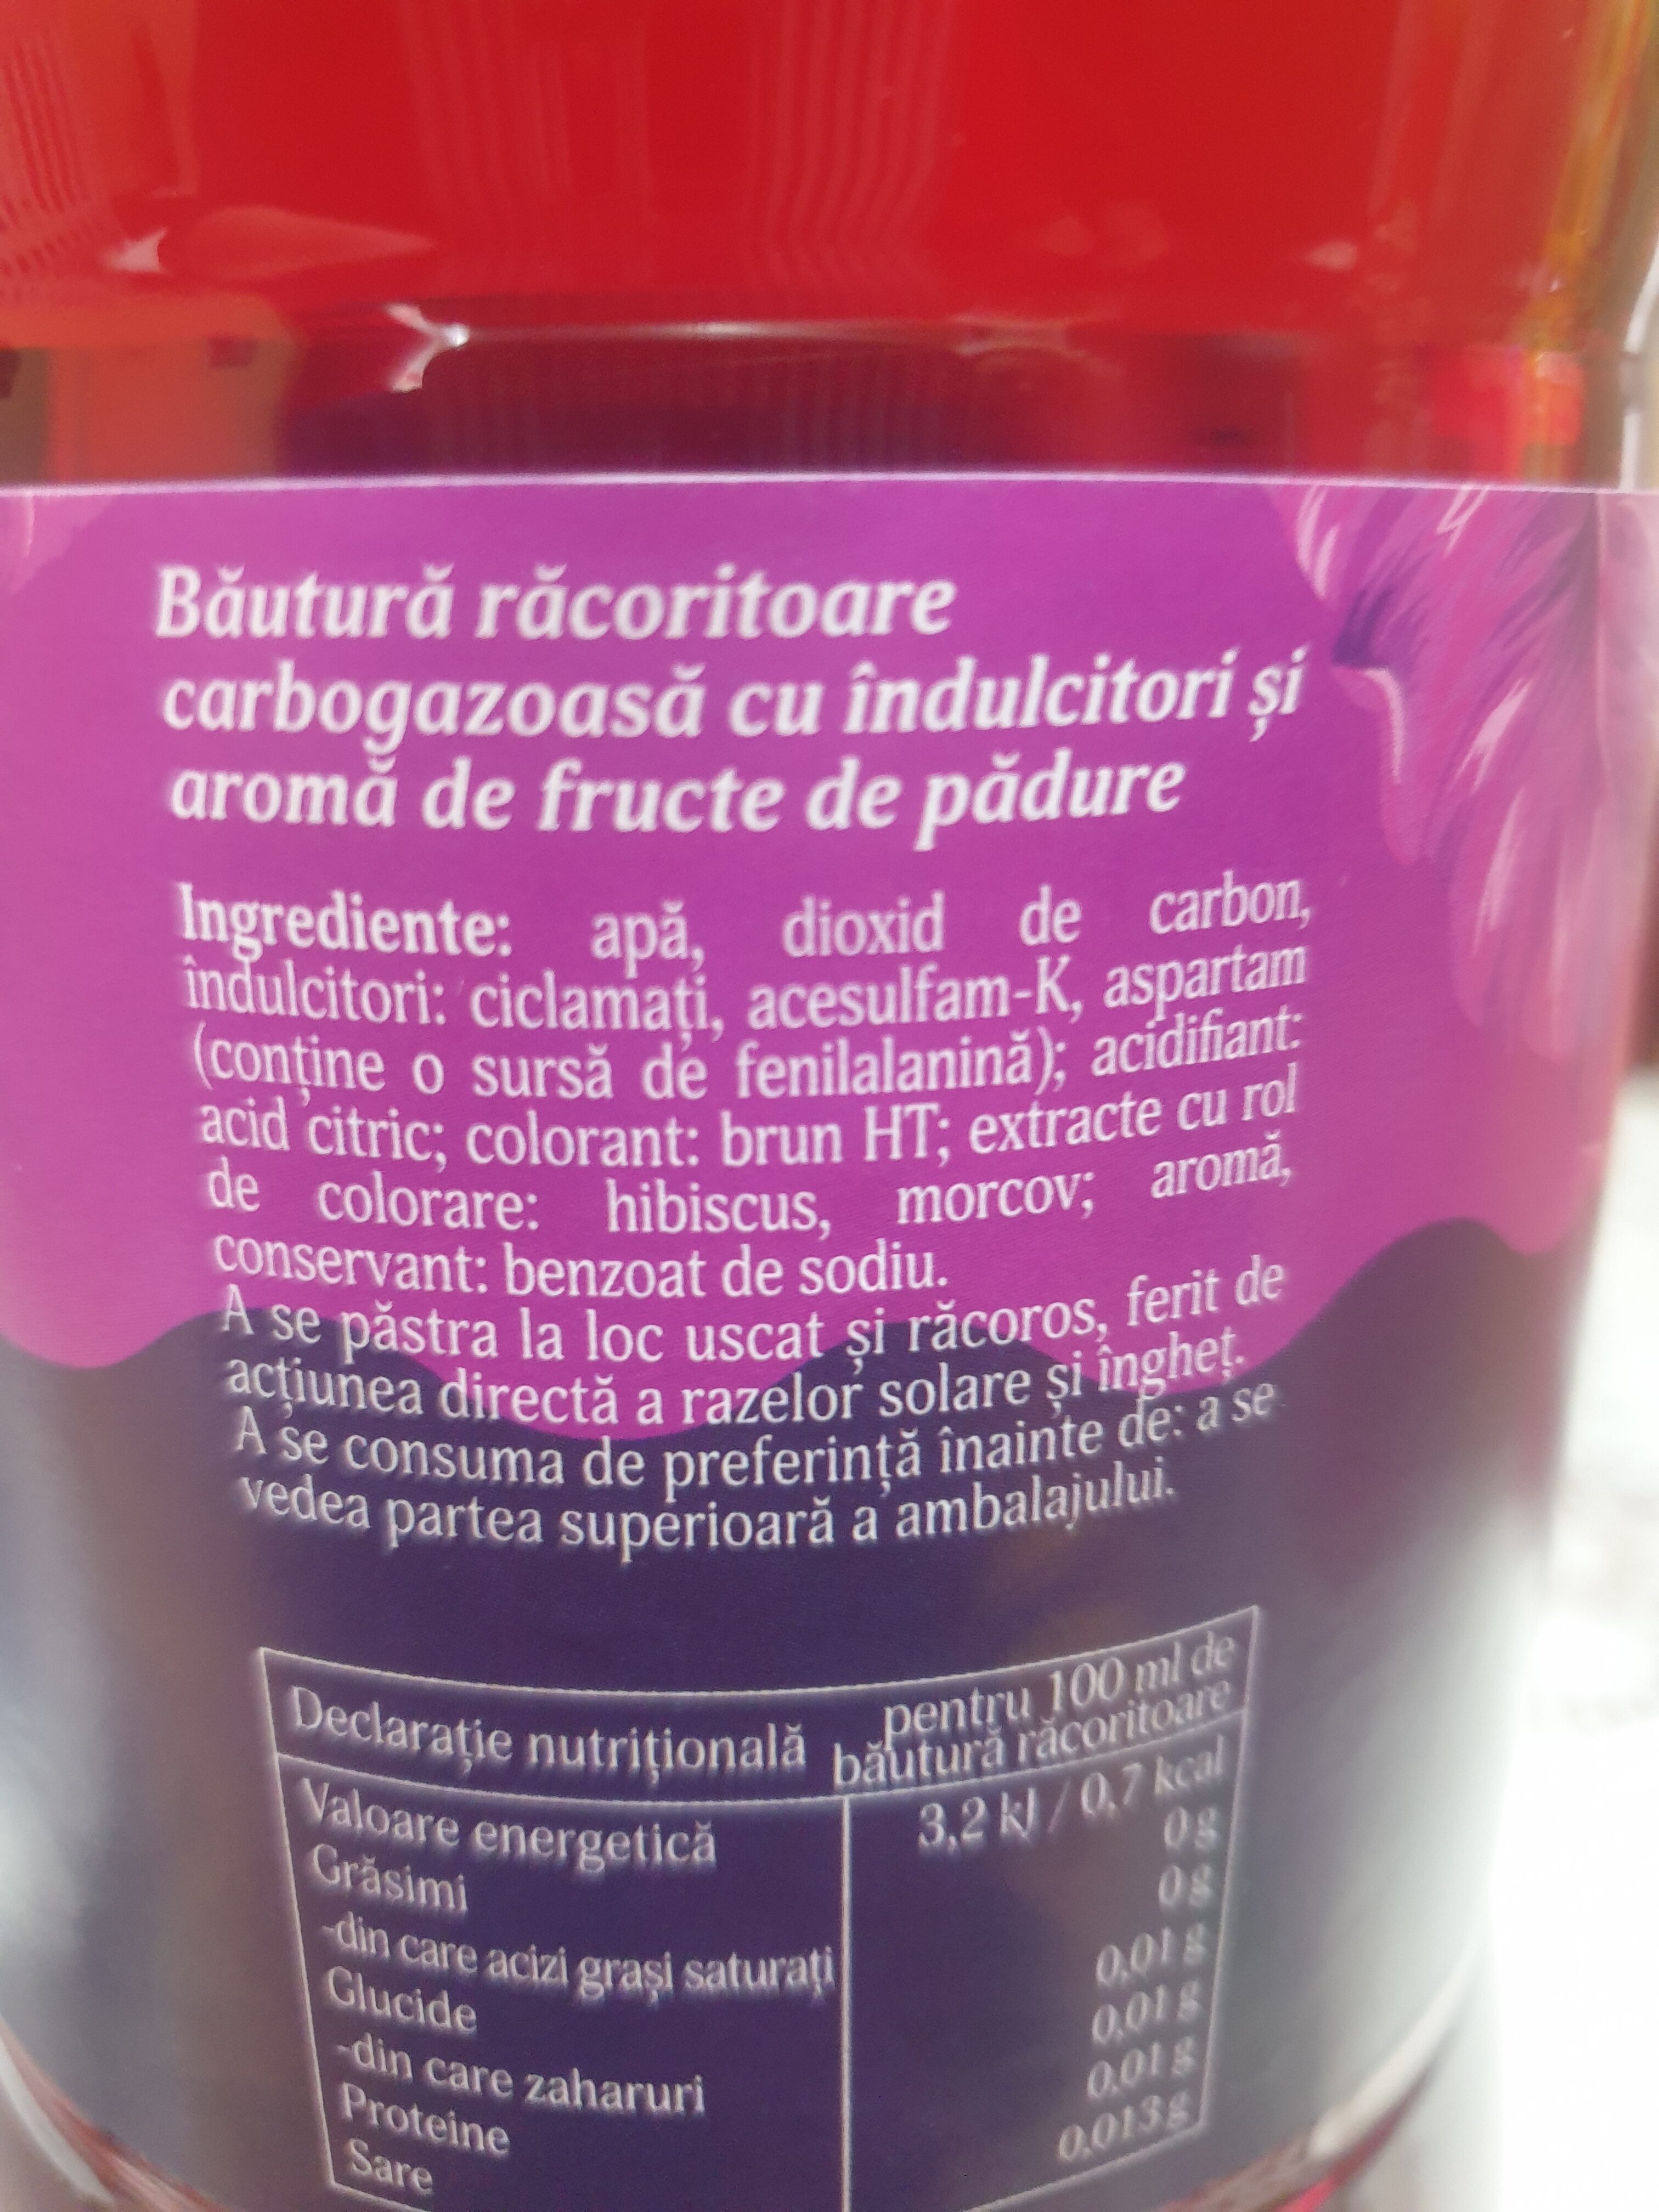 Băutură răcoritoare
carbogazoasă cu îndulcitori și
aromă de fructe de pădure
Ingrediente: apă, dioxid de carbon,
îndulcitori: ciclamați, acesulfam-K, aspartam
(conține o sursă de fenilalanină); acidifiant:
acid citric; colorant: brun HT; extracte cu rol
de colorare: hibiscus, morcov; aromă,
conservant: benzoat de sodiu.
A se păstra la loc uscat și răcoros, ferit de
acțiunea directă a razelor solare și îngheț.
A se consuma de preferință înainte de: a se
vedea partea superioară a ambalajului.
Declarație nutrițională pentru 100 ml de
băutură răcoritoare
Valoare energetică 3,2 kJ / 0,7 kcal
Grăsimi 0 g
-din care acizi grași saturați 0 g
Glucide 0,01 g
-din care zaharuri 0,01 g
Proteine 0,01 g
Sare 0,013 g